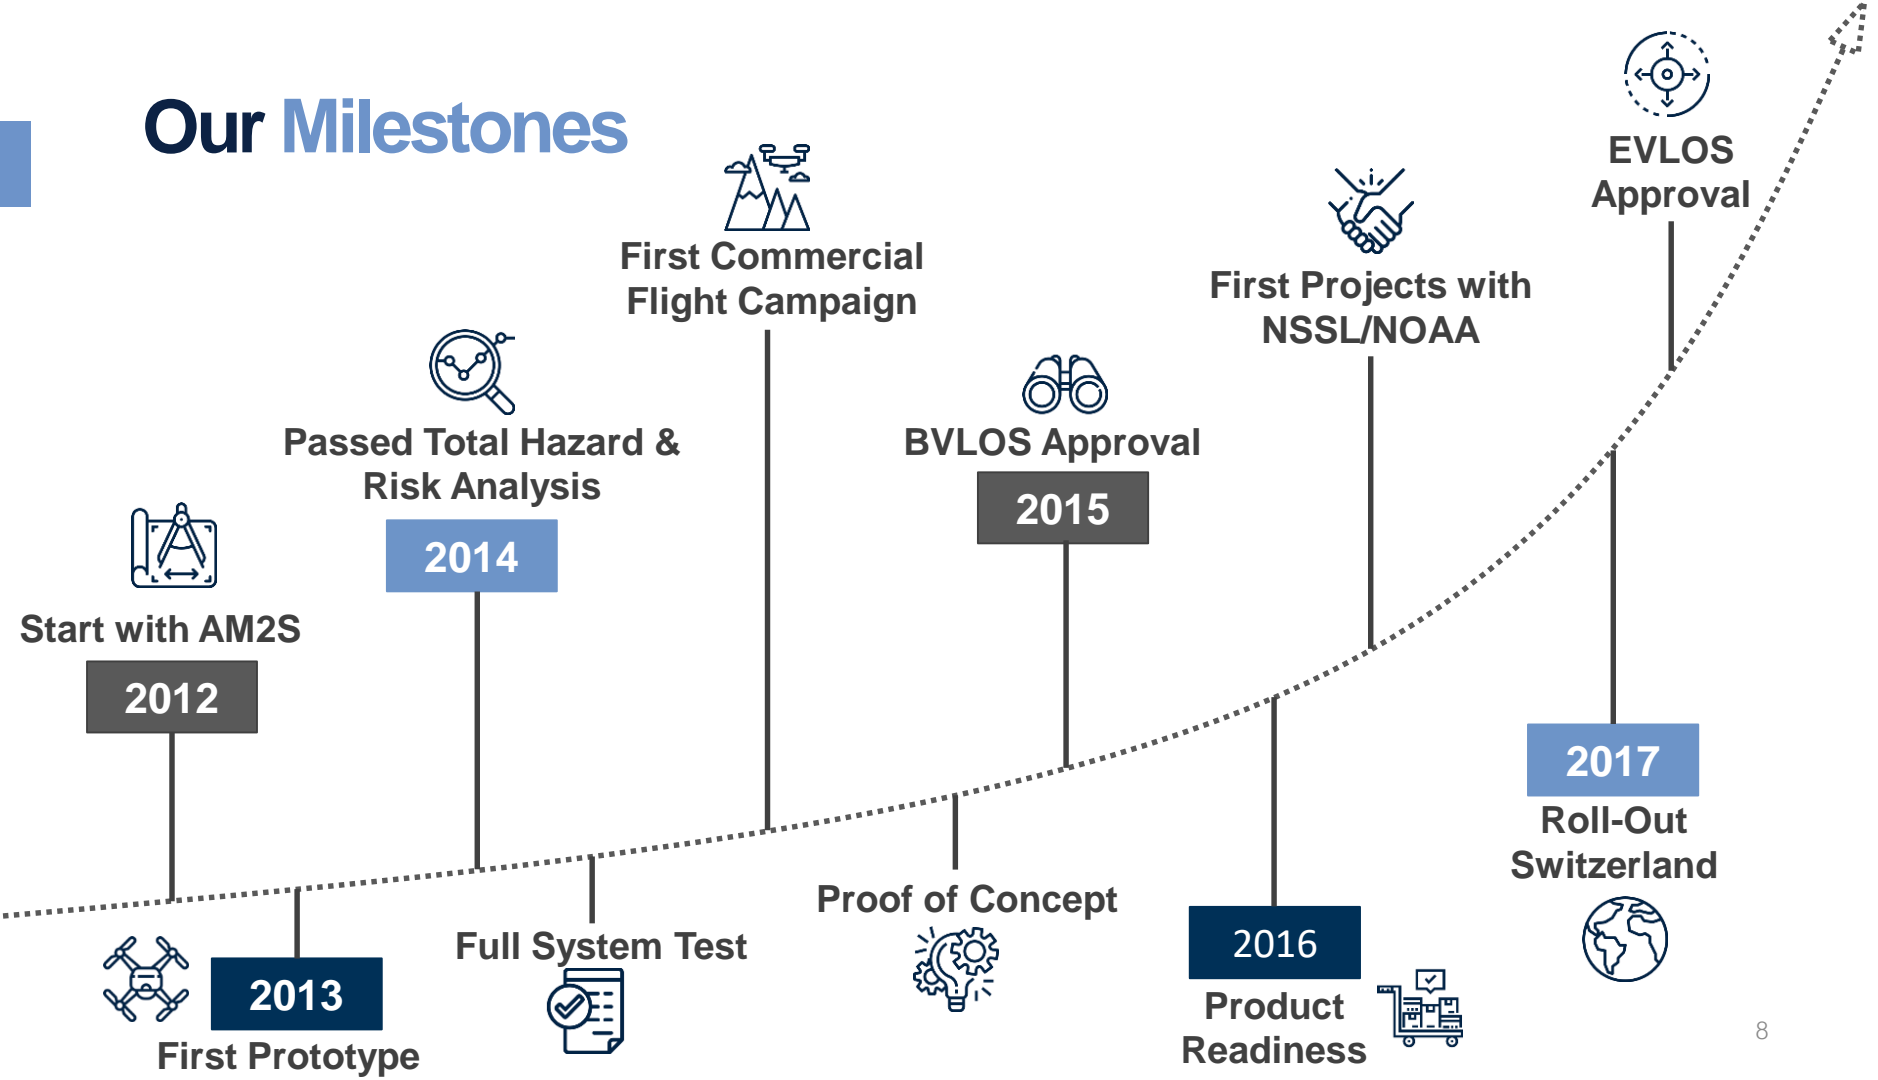 Our Milestones
EVLOS
Approval
First Commercial
Flight Campaign
First Projects with
NSSL/NOAA
Passed Total Hazard &
Risk Analysis
2014
BVLOS Approval
2015
Start with AM2S
2012
2017
Roll-Out
Switzerland
Proof of Concept
Full System Test
2016
Product
Readiness
2013
First Prototype
8